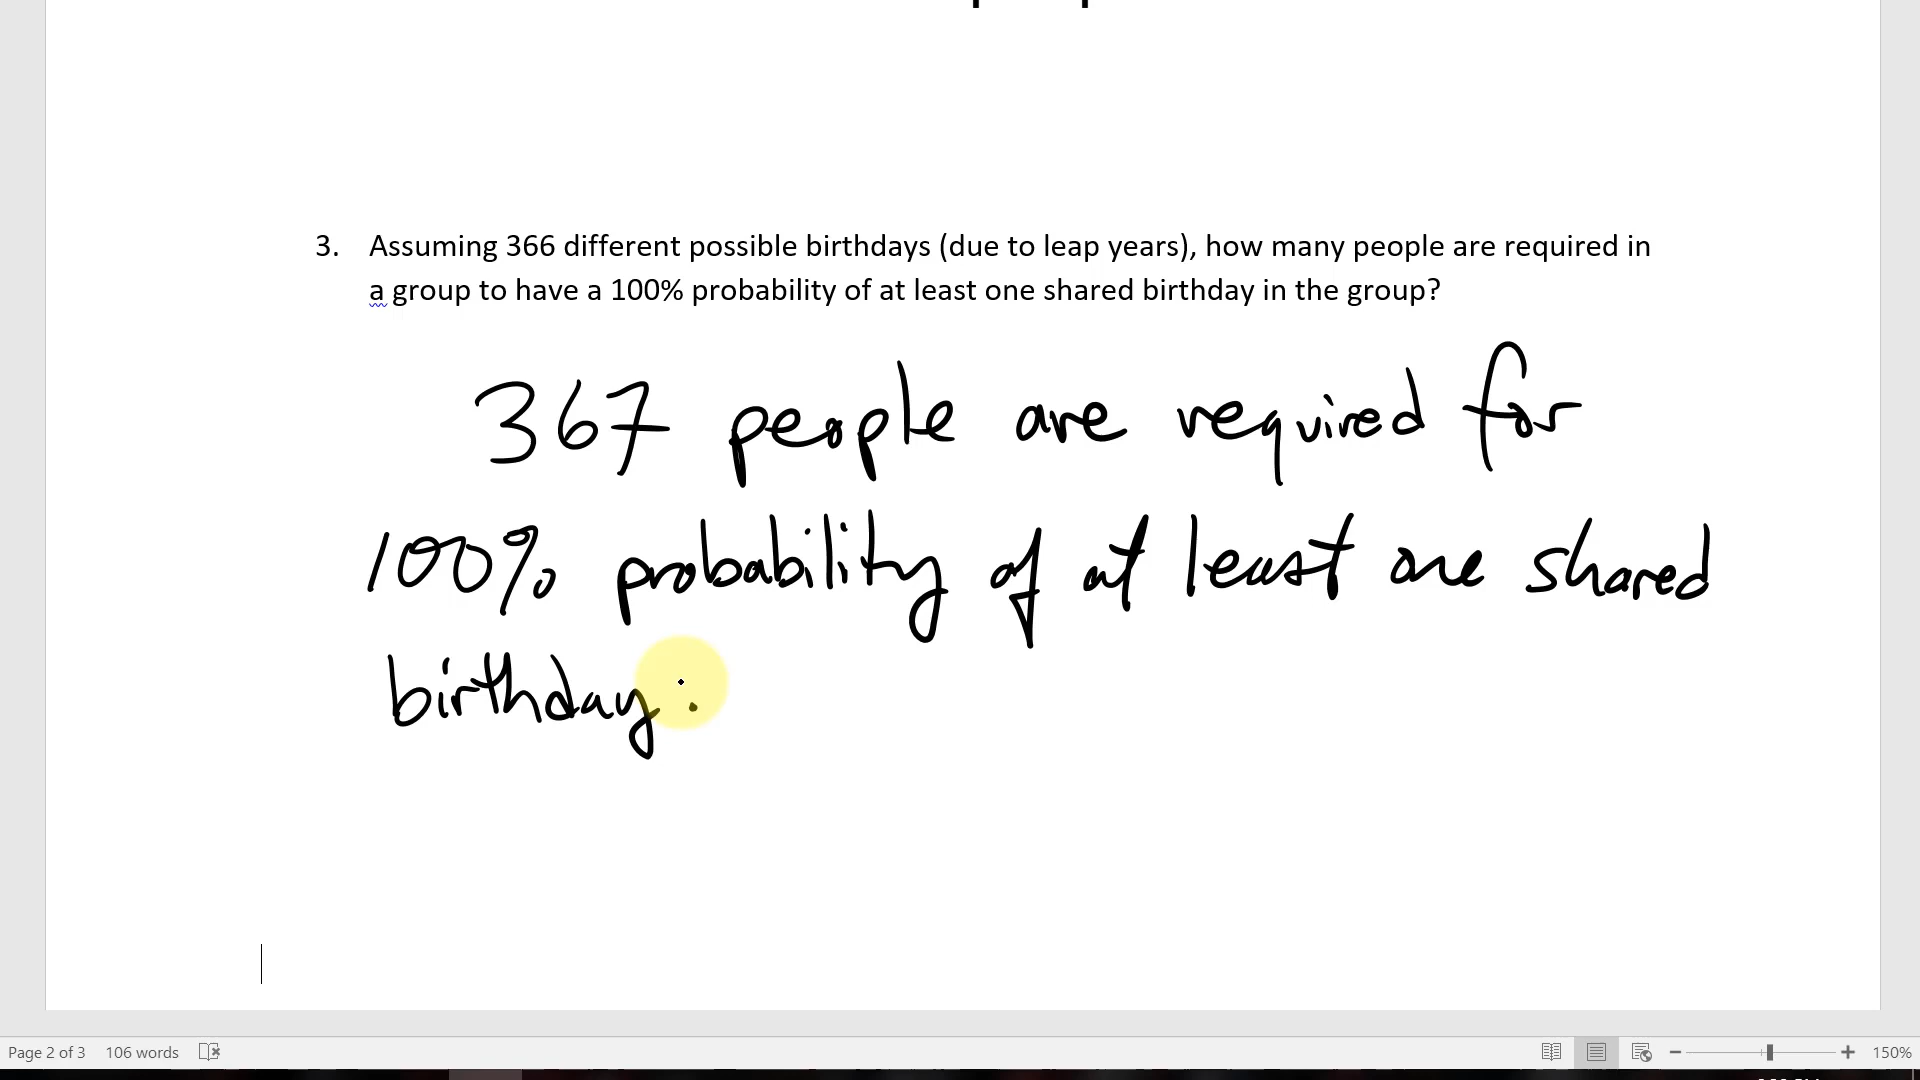 3. Assuming 366 different possible birthdays (due to leap years), how many people are required in
a group to have a 100% probability of at least one shared birthday in the group?
367 people are required for
100% probability of at least one shared
birthday.
Page 2 of 3 106 words 150%